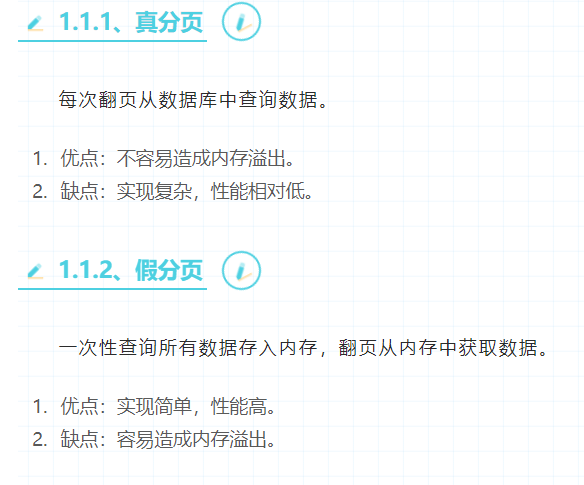 1.1.1、真分页
每次翻页从数据库中查询数据。
1. 优点：不容易造成内存溢出。
2. 缺点：实现复杂，性能相对低。
1.1.2、假分页
一次性查询所有数据存入内存，翻页从内存中获取数据。
1. 优点：实现简单，性能高。
2. 缺点：容易造成内存溢出。